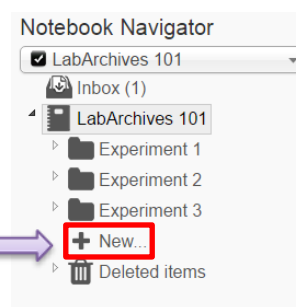 Notebook Navigator
LabArchives 101
Inbox (1)
LabArchives 101
Experiment 1
Experiment 2
Experiment 3
New...
Deleted items